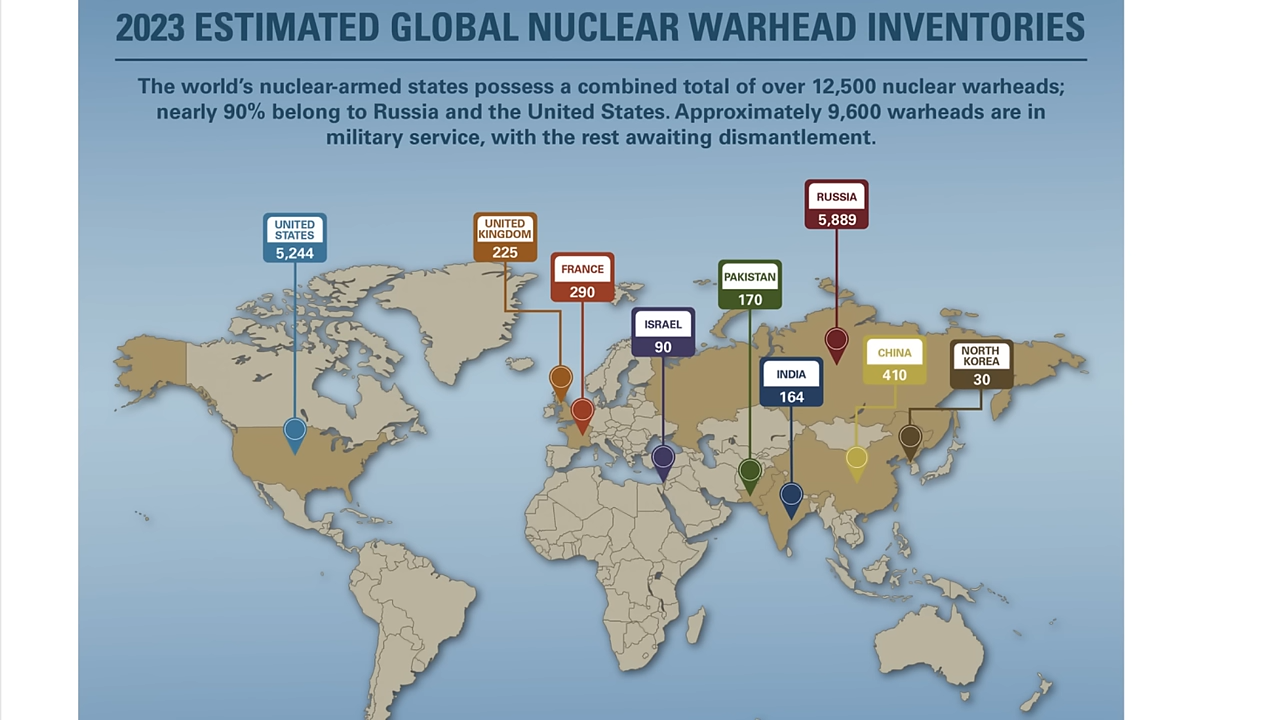 2023 ESTIMATED GLOBAL NUCLEAR WARHEAD INVENTORIES
The world's nuclear-armed states possess a combined total of over 12,500 nuclear warheads;
nearly 90% belong to Russia and the United States. Approximately 9,600 warheads are in
military service, with the rest awaiting dismantlement.
RUSSIA
5,889
UNITED
STATES
5,244
UNITED
KINGDOM
225
FRANCE
290
PAKISTAN
170
ISRAEL
90
CHINA
410
NORTH
KOREA
30
INDIA
164